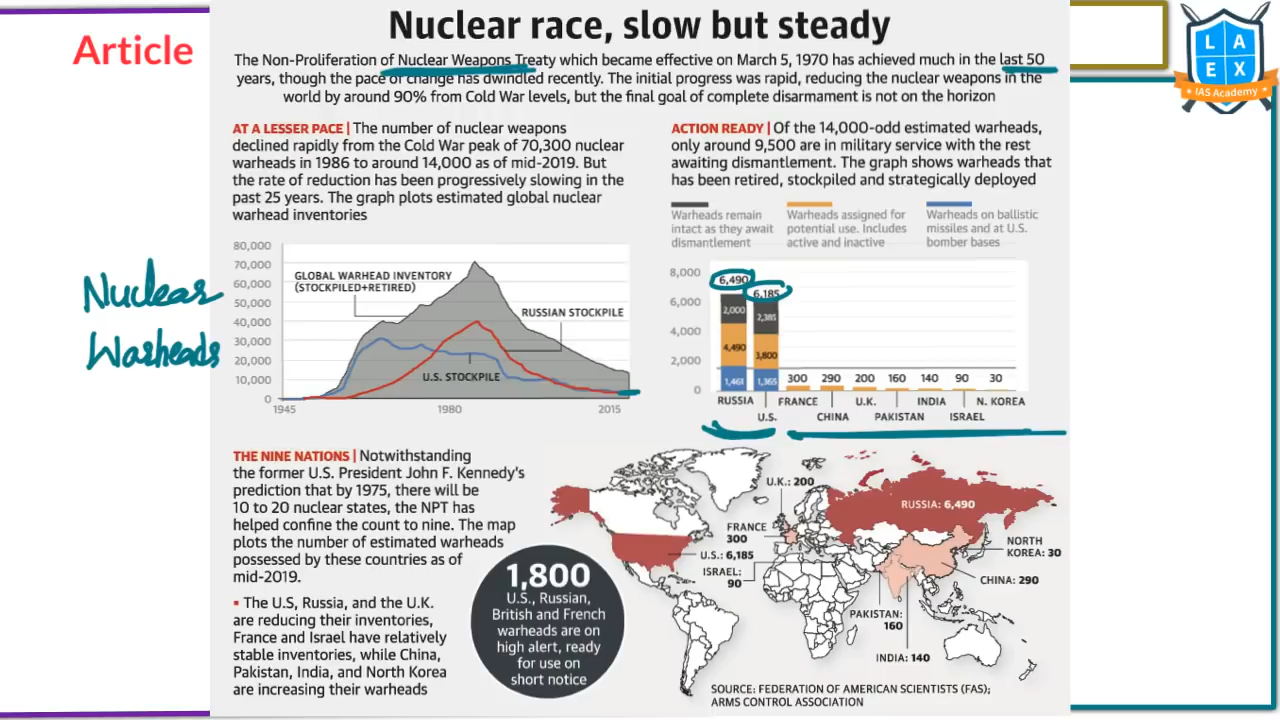 Article
L A
E X
IAS Academy
Nuclear
Warheads
Nuclear race, slow but steady
The Non-Proliferation of Nuclear Weapons Treaty which became effective on March 5, 1970 has achieved much in the last 50
years, though the pace of change has dwindled recently. The initial progress was rapid, reducing the nuclear weapons in the
world by around 90% from Cold War levels, but the final goal of complete disarmament is not on the horizon
AT A LESSER PACE | The number of nuclear weapons
declined rapidly from the Cold War peak of 70,300 nuclear
warheads in 1986 to around 14,000 as of mid-2019. But
the rate of reduction has been progressively slowing in the
past 25 years. The graph plots estimated global nuclear
warhead inventories
80,000
70,000
60,000
50,000
40,000
30,000
20,000
10,000
0
GLOBAL WARHEAD INVENTORY
(STOCKPILED+RETIRED)
RUSSIAN STOCKPILE
U.S. STOCKPILE
1945 1980 2015
ACTION READY | Of the 14,000-odd estimated warheads,
only around 9,500 are in military service with the rest
awaiting dismantlement. The graph shows warheads that
has been retired, stockpiled and strategically deployed
Warheads remain
intact as they await
dismantlement
Warheads assigned for
potential use. Includes
active and inactive
Warheads on ballistic
missiles and at U.S.
bomber bases
8,000
6,000
4,000
2,000
0
6,490 6,185
2,000 2,385
4,490 3,800
1,461 1,365
300 290 200 160 140 90 30
RUSSIA FRANCE U.K. INDIA N. KOREA
U.S. CHINA PAKISTAN ISRAEL
THE NINE NATIONS | Notwithstanding
the former U.S. President John F. Kennedy's
prediction that by 1975, there will be
10 to 20 nuclear states, the NPT has
helped confine the count to nine. The map
plots the number of estimated warheads
possessed by these countries as of
mid-2019.
▪ The U.S, Russia, and the U.K.
are reducing their inventories,
France and Israel have relatively
stable inventories, while China,
Pakistan, India, and North Korea
are increasing their warheads
1,800
U.S., Russian,
British and French
warheads are on
high alert, ready
for use on
short notice
U.K.: 200
RUSSIA: 6,490
FRANCE
300
U.S.: 6,185
ISRAEL:
90
NORTH
KOREA: 30
CHINA: 290
PAKISTAN:
160
INDIA: 140
SOURCE: FEDERATION OF AMERICAN SCIENTISTS (FAS);
ARMS CONTROL ASSOCIATION